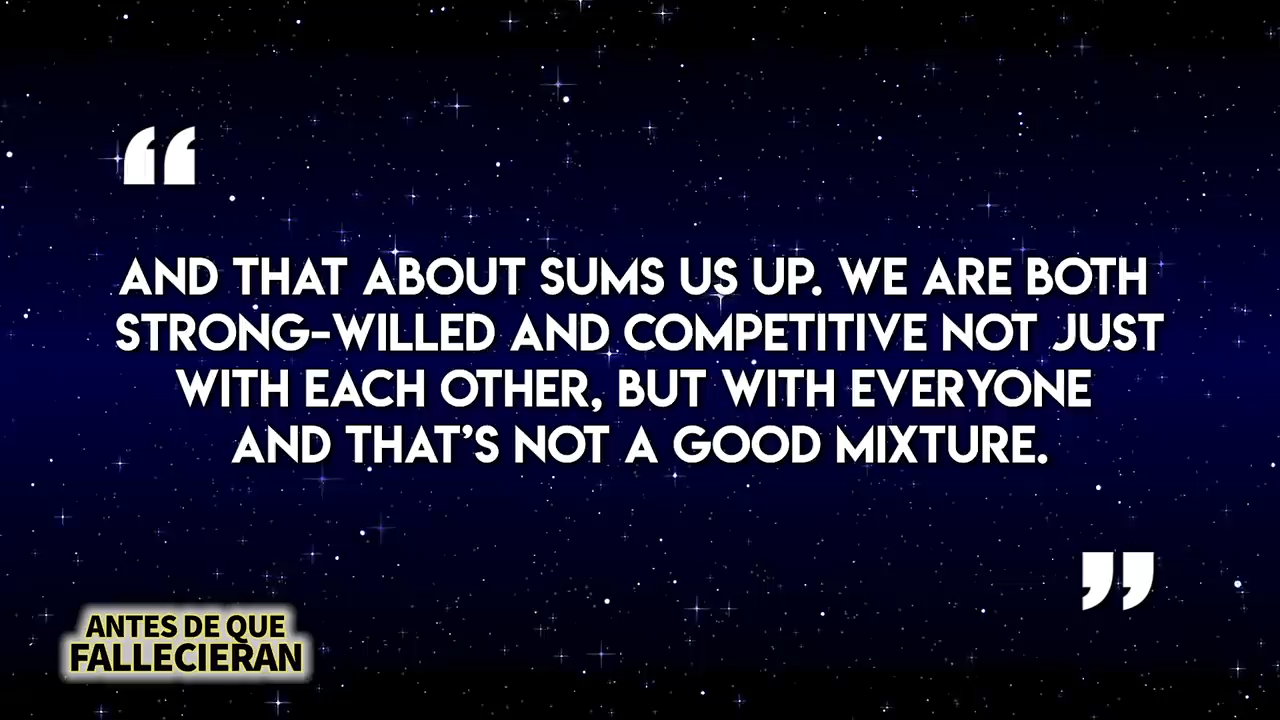 “
AND THAT ABOUT SUMS US UP. WE ARE BOTH
STRONG-WILLED AND COMPETITIVE NOT JUST
WITH EACH OTHER, BUT WITH EVERYONE
AND THAT’S NOT A GOOD MIXTURE.
”
ANTES DE QUE
FALLECIERAN